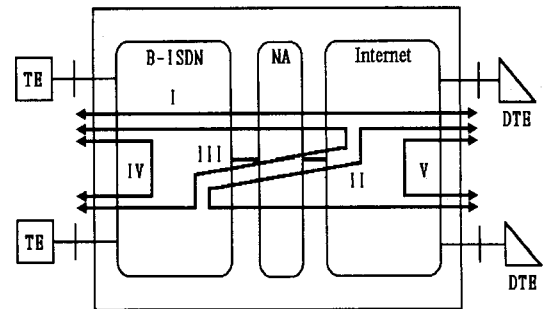 B-ISDN NA Internet
TE
I
DTE
III
IV
II
V
TE
DTE